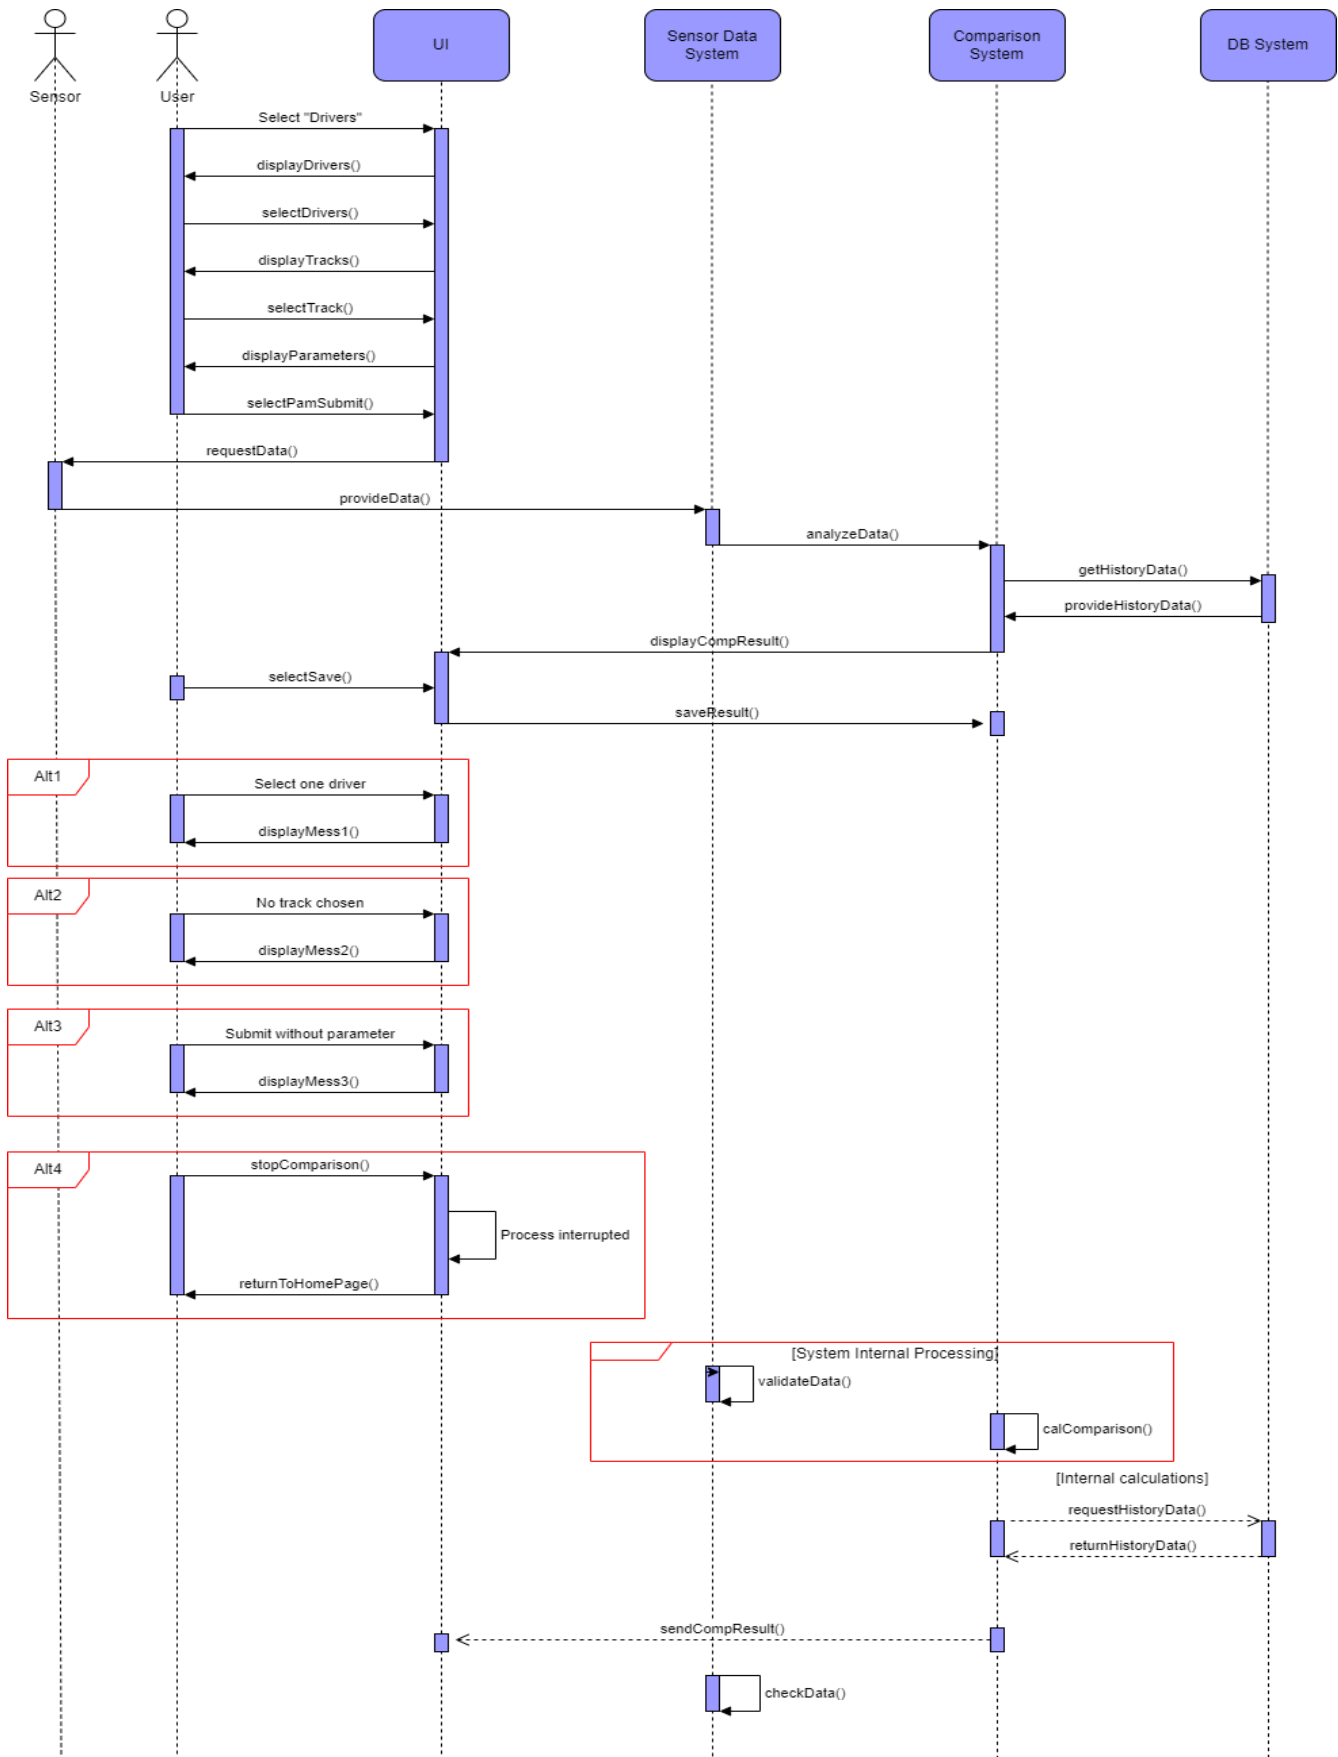 Sensor
User
UI
Sensor Data
System
Comparison
System
DB System
Select "Drivers"
displayDrivers()
selectDrivers()
displayTracks()
selectTrack()
displayParameters()
selectPamSubmit()
requestData()
provideData()
analyzeData()
getHistoryData()
provideHistoryData()
displayCompResult()
selectSave()
saveResult()
Alt1
Select one driver
displayMess1()
Alt2
No track chosen
displayMess2()
Alt3
Submit without parameter
displayMess3()
Alt4
stopComparison()
Process interrupted
returnToHomePage()
[System Internal Processing]
validateData()
calComparison()
[Internal calculations]
requestHistoryData()
returnHistoryData()
sendCompResult()
checkData()